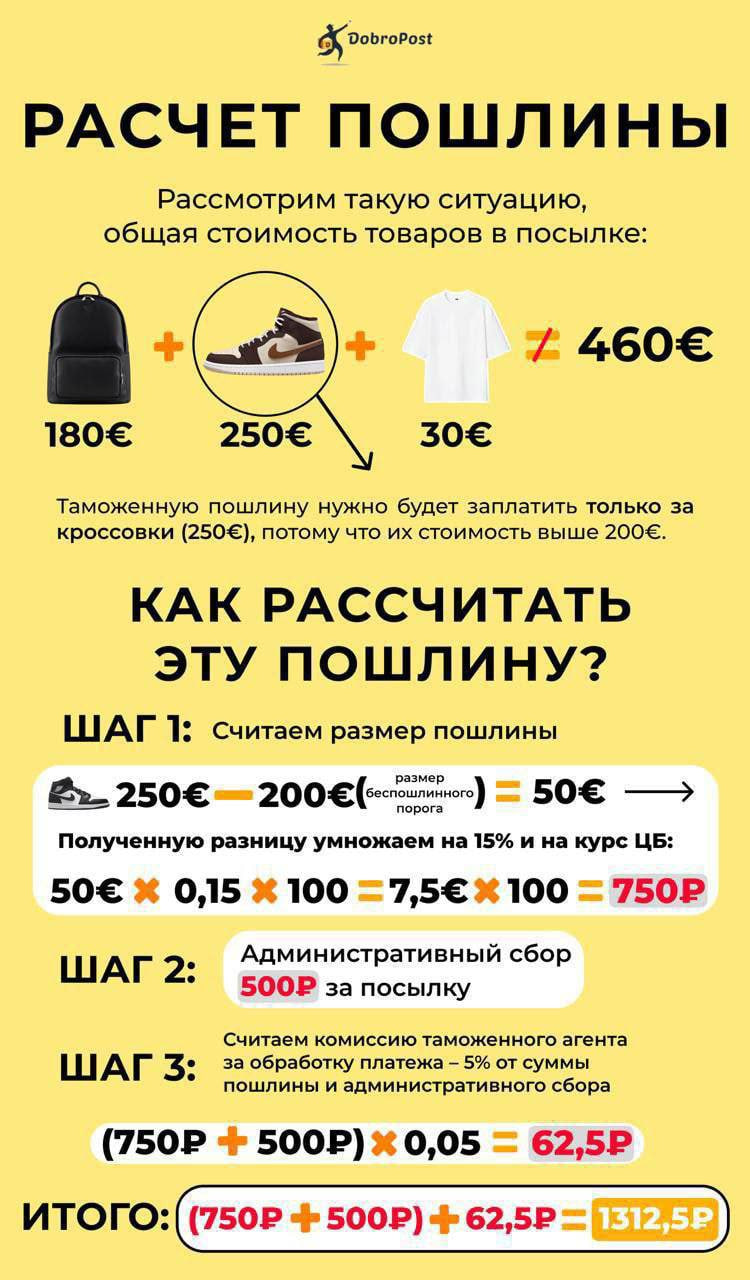 DobroPost
РАСЧЕТ ПОШЛИНЫ
Рассмотрим такую ситуацию,
общая стоимость товаров в посылке:
+ + ≠ 460€
180€ 250€ 30€
Таможенную пошлину нужно будет заплатить только за
кроссовки (250€), потому что их стоимость выше 200€.
КАК РАССЧИТАТЬ
ЭТУ ПОШЛИНУ?
ШАГ 1: Считаем размер пошлины
250€ − 200€ (размер беспошлинного порога) = 50€ →
Полученную разницу умножаем на 15% и на курс ЦБ:
50€ × 0,15 × 100 = 7,5€ × 100 = 750₽
ШАГ 2: Административный сбор
500₽ за посылку
ШАГ 3: Считаем комиссию таможенного агента
за обработку платежа – 5% от суммы
пошлины и административного сбора
(750₽ + 500₽) × 0,05 = 62,5₽
ИТОГО: (750₽ + 500₽) + 62,5₽ = 1312,5₽